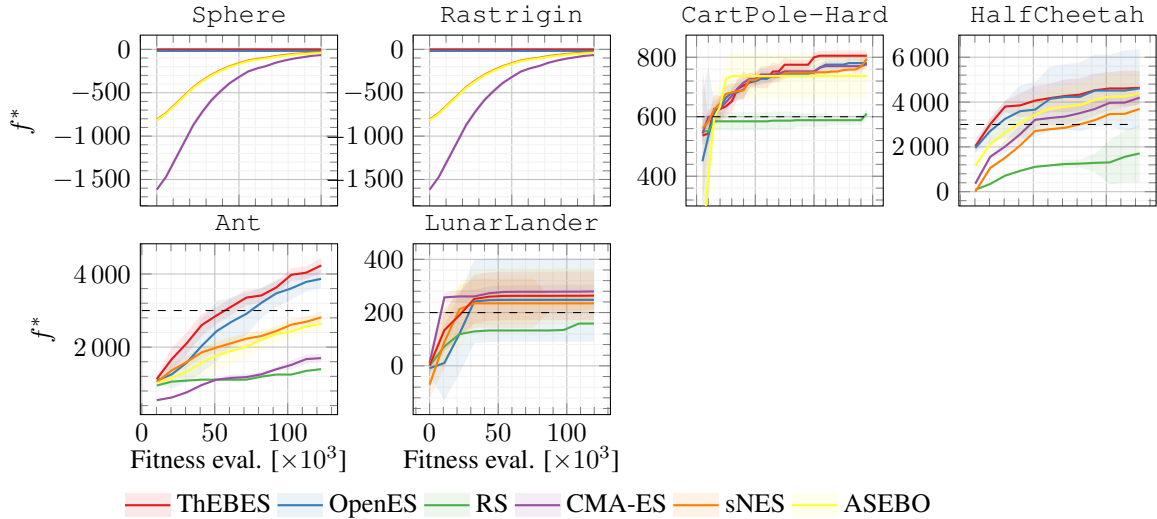 Sphere Rastrigin CartPole-Hard HalfCheetah
0 0 800 6 000
−500 −500 4 000
f* −1 000 −1 000 600 2 000
−1 500 −1 500 400 0
Ant LunarLander
4 000 400
f* 200
2 000 0
0 50 100 0 50 100
Fitness eval. [×10³] Fitness eval. [×10³]
ThEBES OpenES RS CMA-ES sNES ASEBO